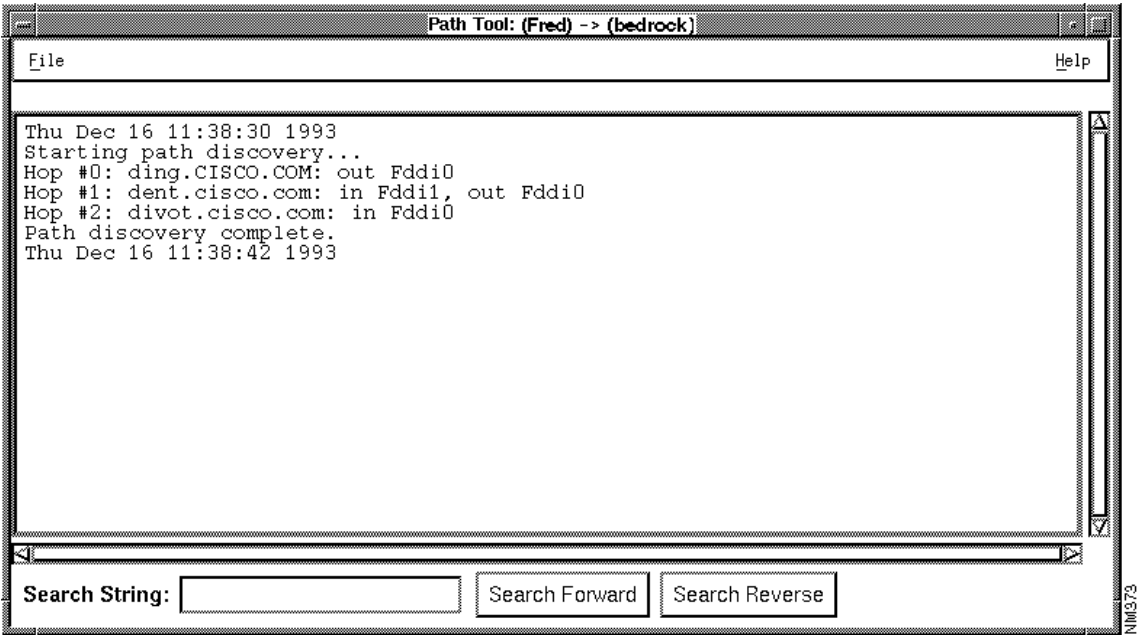 Path Tool: (Fred) -> (bedrock)
File Help
Thu Dec 16 11:38:30 1993
Starting path discovery...
Hop #0: ding.CISCO.COM: out Fddi0
Hop #1: dent.cisco.com: in Fddi1, out Fddi0
Hop #2: divot.cisco.com: in Fddi0
Path discovery complete.
Thu Dec 16 11:38:42 1993
Search String: Search Forward Search Reverse
NM373